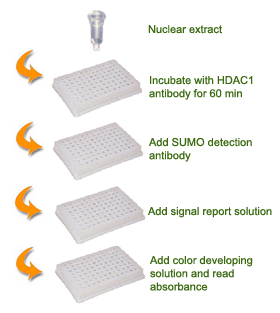 Nuclear extract
Incubate with HDAC1
antibody for 60 min
Add SUMO detection
antibody
Add signal report solution
Add color developing
solution and read
absorbance